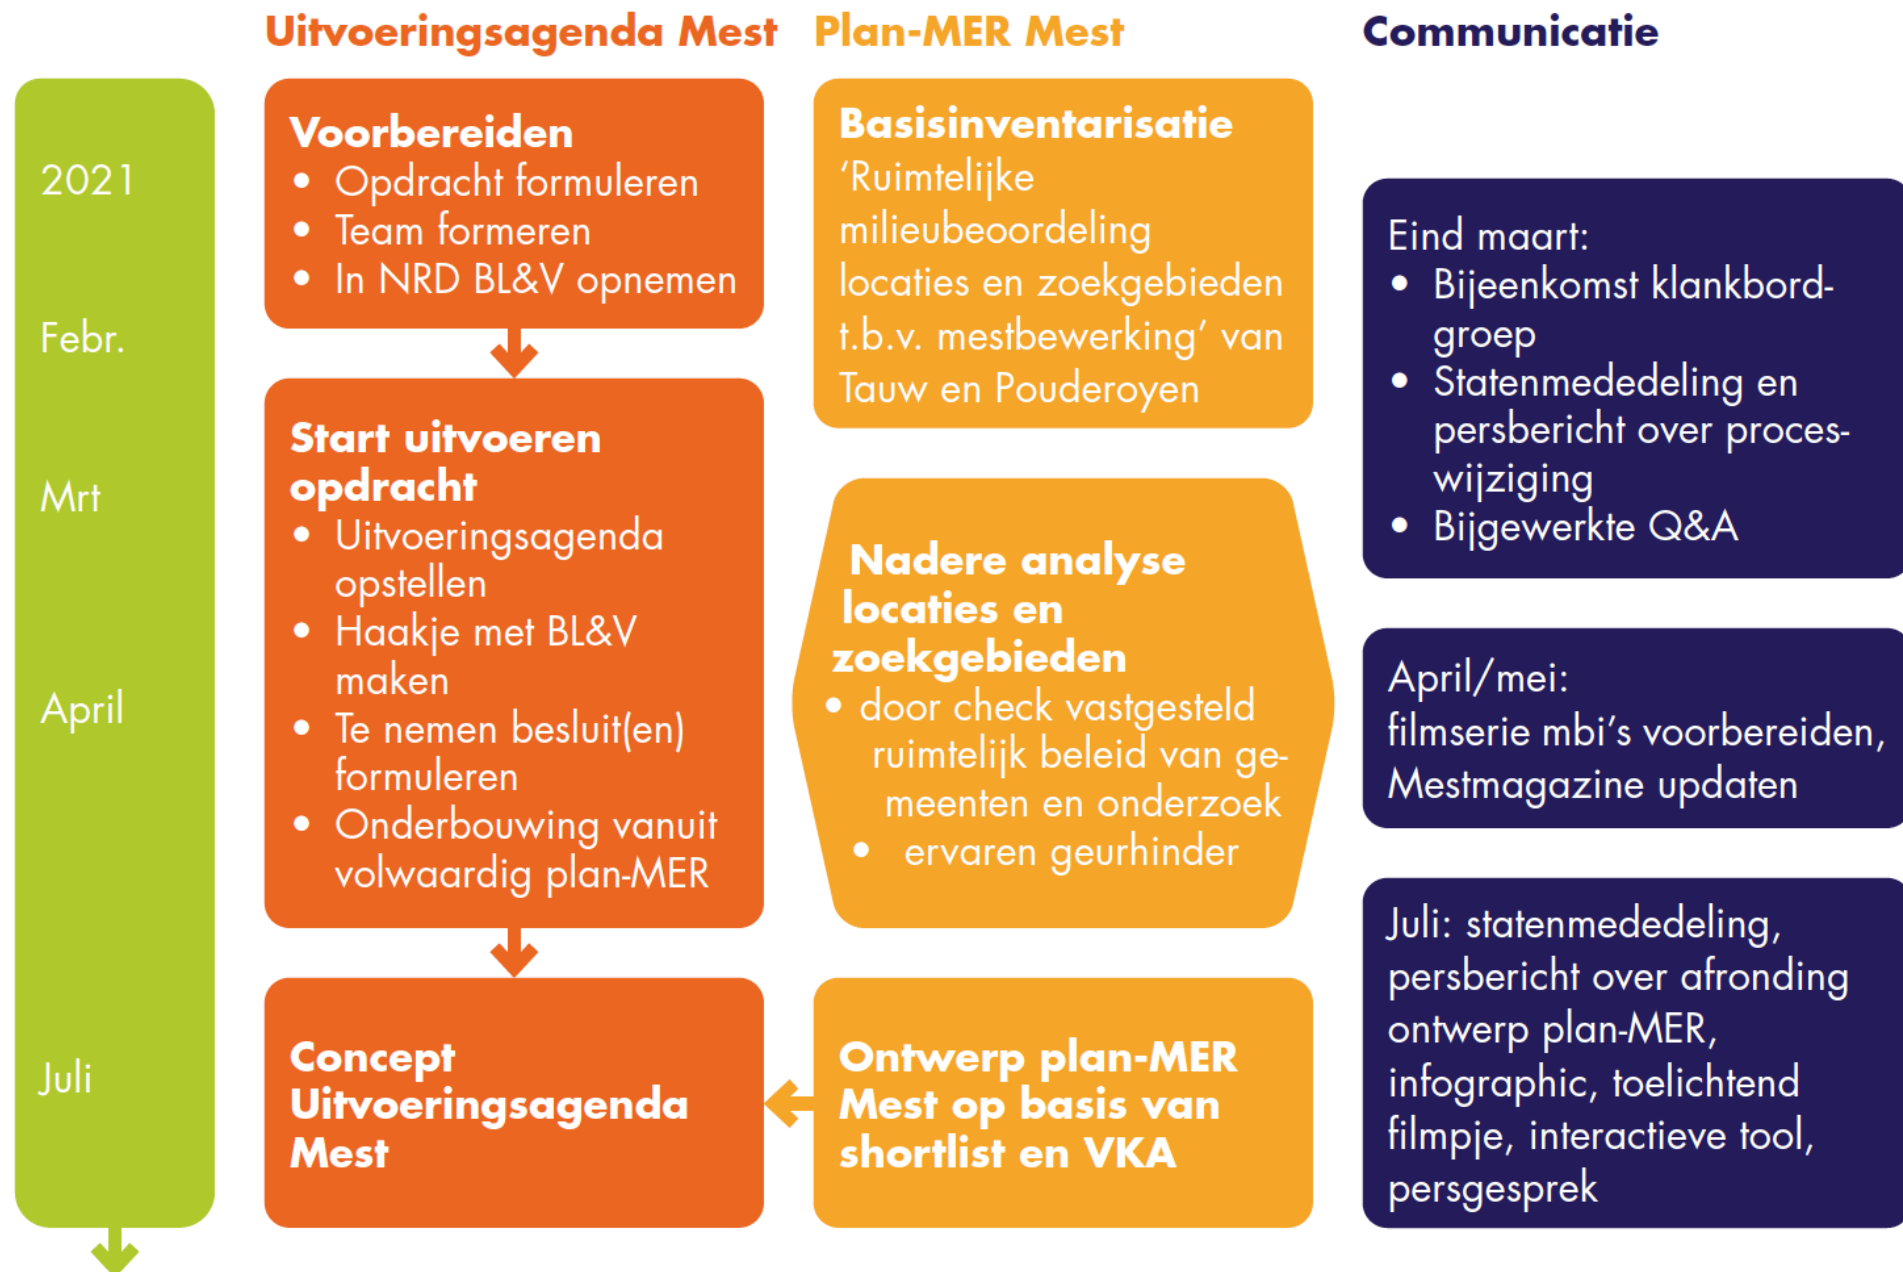 Uitvoeringsagenda Mest
Plan-MER Mest
Communicatie
2021
Febr.
Mrt
April
Juli
Voorbereiden
• Opdracht formuleren
• Team formeren
• In NRD BL&V opnemen
Start uitvoeren
opdracht
• Uitvoeringsagenda
opstellen
• Haakje met BL&V
maken
• Te nemen besluit(en)
formuleren
• Onderbouwing vanuit
volwaardig plan-MER
Concept
Uitvoeringsagenda
Mest
Basisinventarisatie
‘Ruimtelijke
milieubeoordeling
locaties en zoekgebieden
t.b.v. mestbewerking’ van
Tauw en Pouderoyen
Nadere analyse
locaties en
zoekgebieden
• door check vastgesteld
ruimtelijk beleid van ge-
meenten en onderzoek
• ervaren geurhinder
Ontwerp plan-MER
Mest op basis van
shortlist en VKA
Eind maart:
• Bijeenkomst klankbord-
groep
• Statenmededeling en
persbericht over proces-
wijziging
• Bijgewerkte Q&A
April/mei:
filmserie mbi’s voorbereiden,
Mestmagazine updaten
Juli: statenmededeling,
persbericht over afronding
ontwerp plan-MER,
infographic, toelichtend
filmpje, interactieve tool,
persgesprek